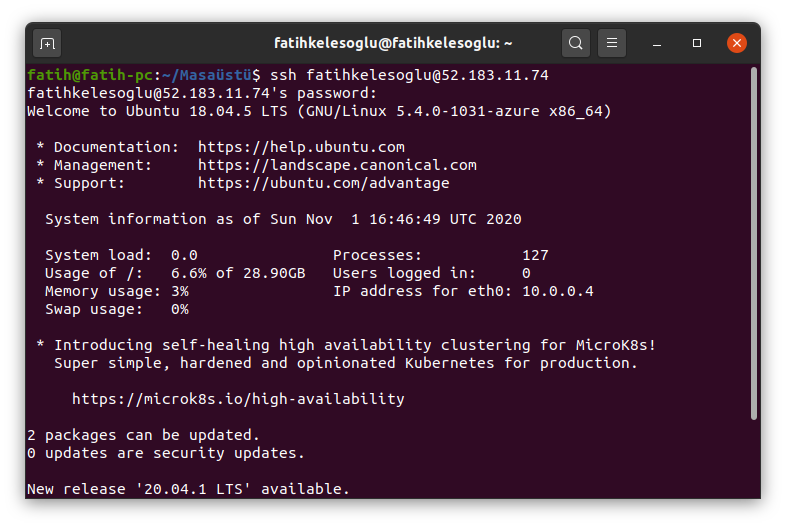 fatihkelesoglu@fatihkelesoglu: ~
fatih@fatih-pc:~/Masaüstü$ ssh fatihkelesoglu@52.183.11.74
fatihkelesoglu@52.183.11.74's password:
Welcome to Ubuntu 18.04.5 LTS (GNU/Linux 5.4.0-1031-azure x86_64)
* Documentation:  https://help.ubuntu.com
* Management:     https://landscape.canonical.com
* Support:        https://ubuntu.com/advantage
System information as of Sun Nov  1 16:46:49 UTC 2020
System load:  0.0               Processes:           127
Usage of /:   6.6% of 28.90GB   Users logged in:     0
Memory usage: 3%                IP address for eth0: 10.0.0.4
Swap usage:   0%
* Introducing self-healing high availability clustering for MicroK8s!
Super simple, hardened and opinionated Kubernetes for production.
https://microk8s.io/high-availability
2 packages can be updated.
0 updates are security updates.
New release '20.04.1 LTS' available.